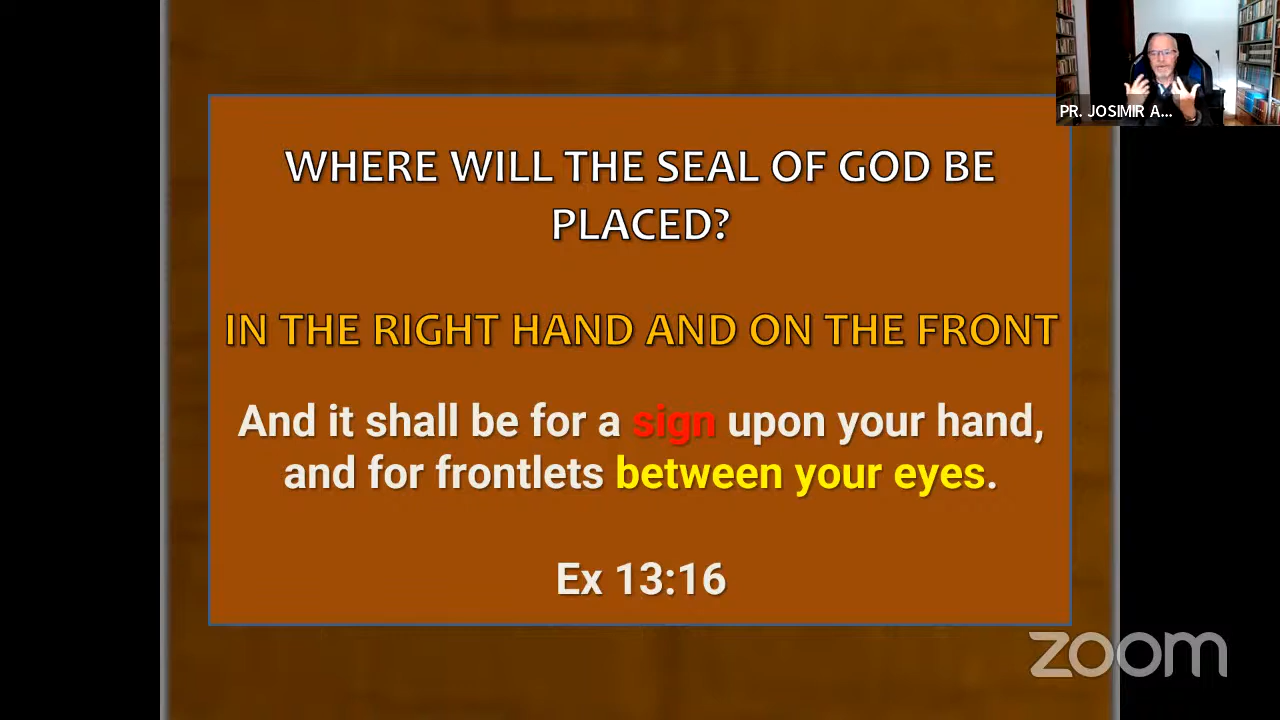 PR. JOSIMIR A...
WHERE WILL THE SEAL OF GOD BE
PLACED?
IN THE RIGHT HAND AND ON THE FRONT
And it shall be for a sign upon your hand,
and for frontlets between your eyes.
Ex 13:16
zoom